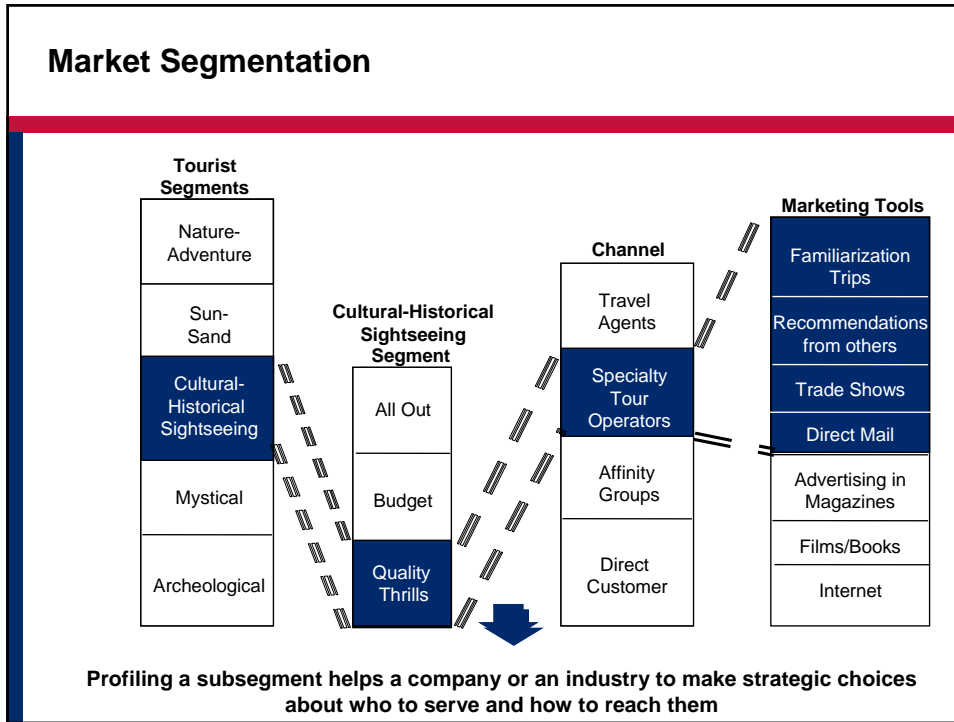 Market Segmentation
Tourist
Segments
Nature-
Adventure
Sun-
Sand
Cultural-
Historical
Sightseeing
Mystical
Archeological
Cultural-Historical
Sightseeing
Segment
All Out
Budget
Quality
Thrills
Channel
Travel
Agents
Specialty
Tour
Operators
Affinity
Groups
Direct
Customer
Marketing Tools
Familiarization
Trips
Recommendations
from others
Trade Shows
Direct Mail
Advertising in
Magazines
Films/Books
Internet
Profiling a subsegment helps a company or an industry to make strategic choices
about who to serve and how to reach them